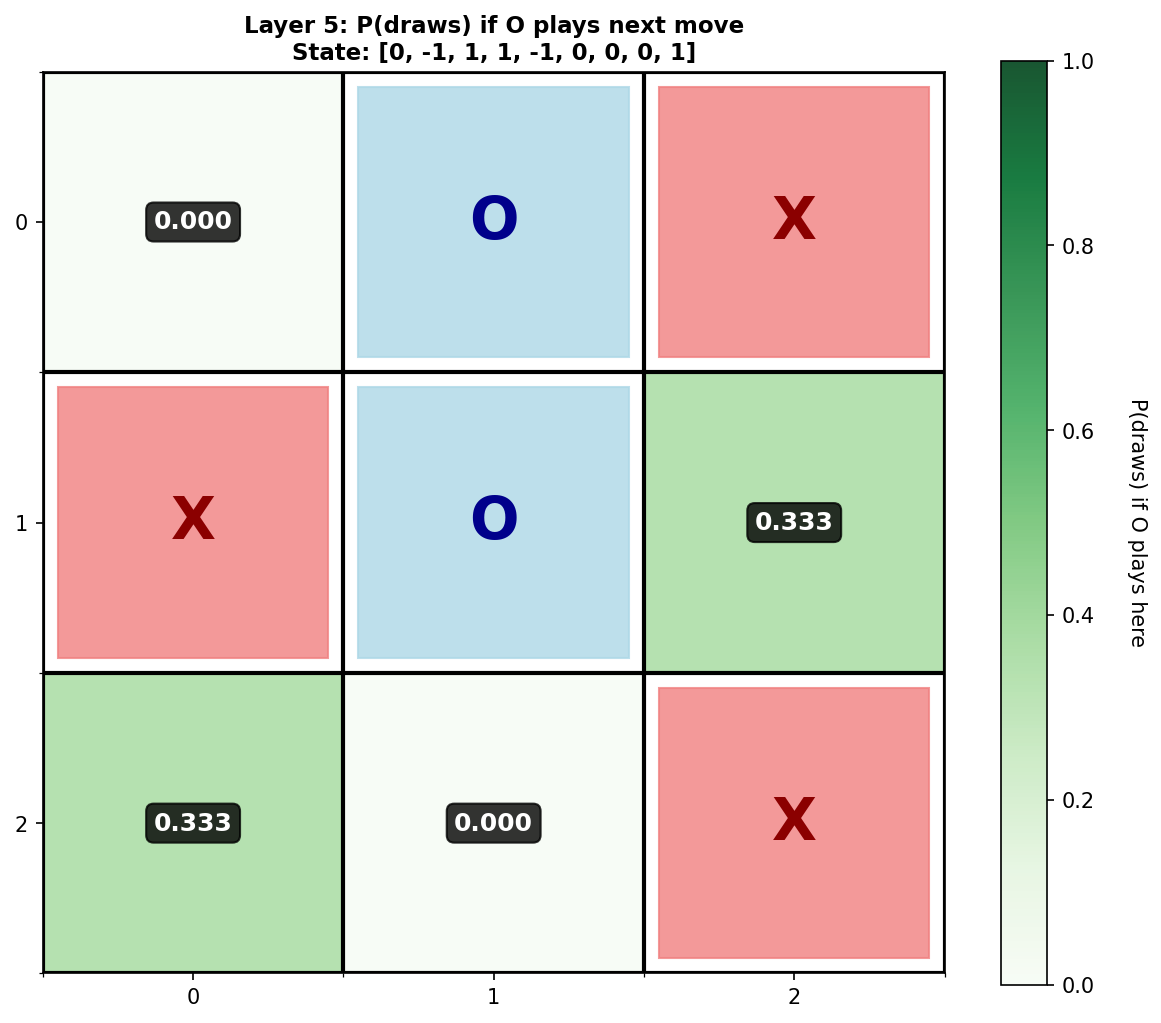 Layer 5: P(draws) if O plays next move
State: [0, -1, 1, 1, -1, 0, 0, 0, 1]
0
0.000
O
X
1
X
O
0.333
2
0.333
0.000
X
0
1
2
1.0
0.8
0.6
0.4
0.2
0.0
P(draws) if O plays here